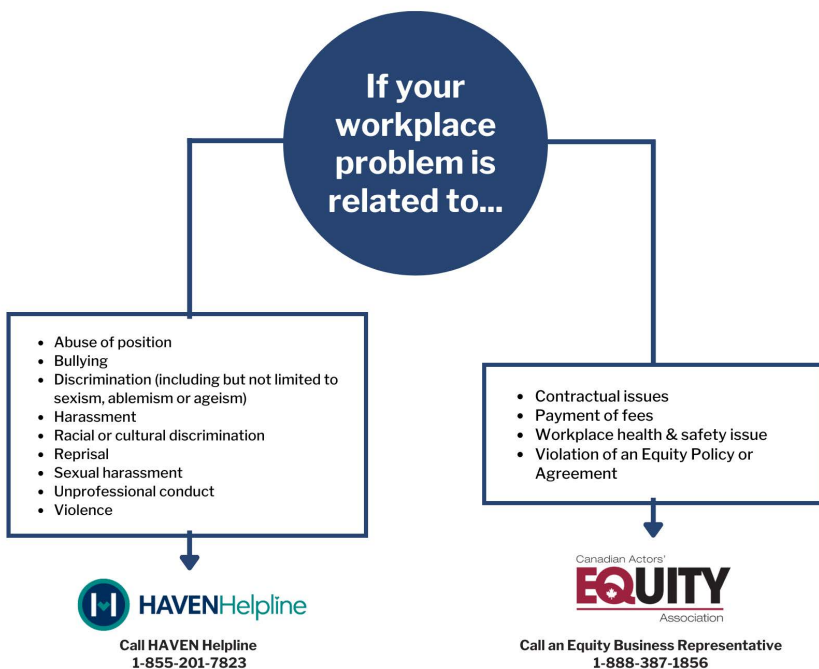 If your
workplace
problem is
related to...
• Abuse of position
• Bullying
• Discrimination (including but not limited to
sexism, ablemism or ageism)
• Harassment
• Racial or cultural discrimination
• Reprisal
• Sexual harassment
• Unprofessional conduct
• Violence
HAVENHelpline
Call HAVEN Helpline
1-855-201-7823
• Contractual issues
• Payment of fees
• Workplace health & safety issue
• Violation of an Equity Policy or
Agreement
Canadian Actors'
EQUITY
Association
Call an Equity Business Representative
1-888-387-1856